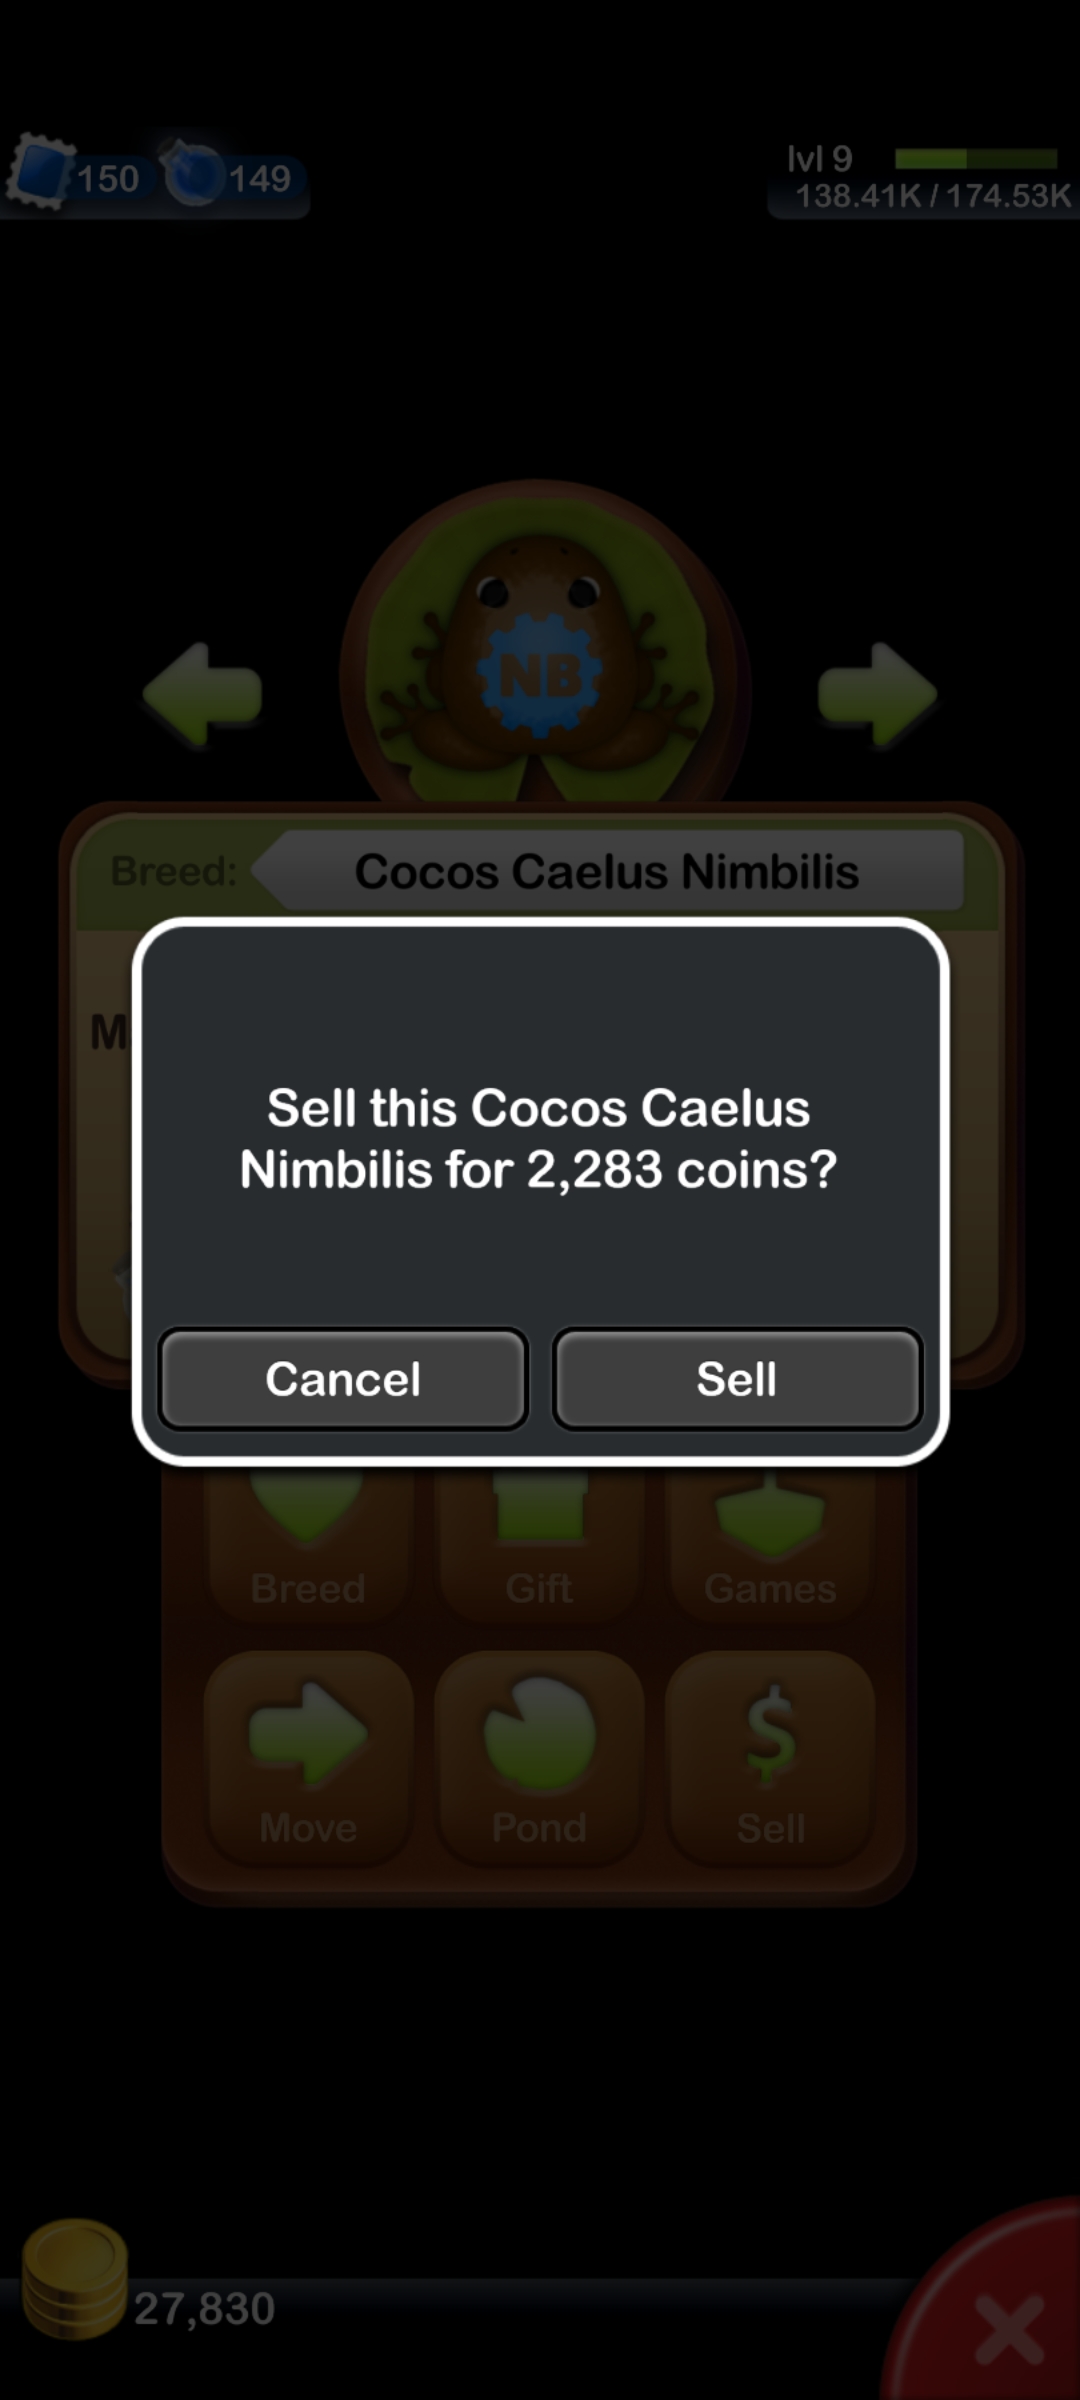 150
149
lvl 9
138.41K / 174.53K
NB
Breed:
Cocos Caelus Nimbilis
M
Sell this Cocos Caelus
Nimbilis for 2,283 coins?
Cancel
Sell
Breed
Gift
Games
Move
Pond
$
Sell
27,830